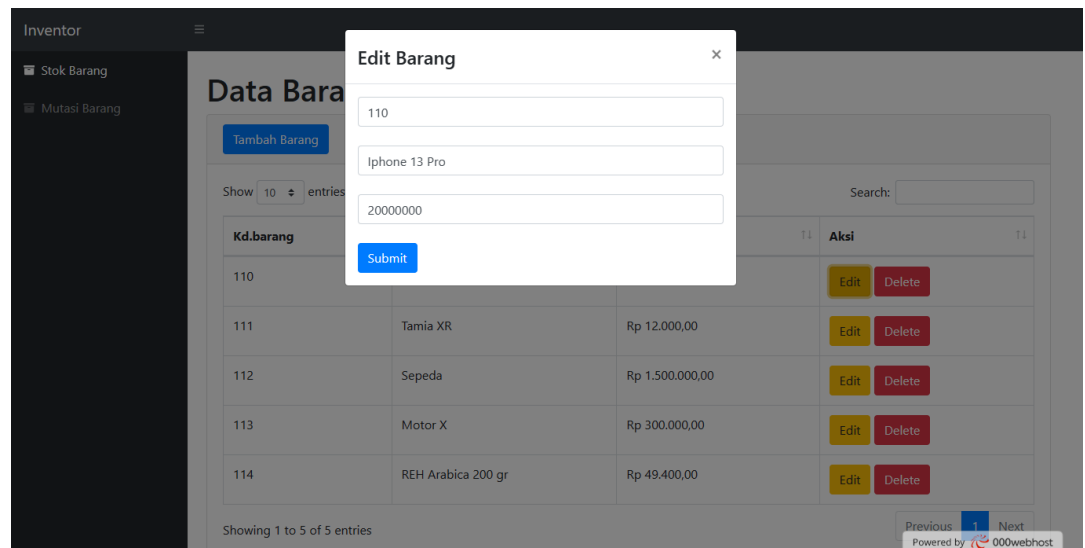 Inventor
Stok Barang
Mutasi Barang
Data Bara
Tambah Barang
Show 10 entries
Search:
Kd.barang
Aksi
Edit Barang
×
110
Iphone 13 Pro
20000000
Submit
110 Edit Delete
111 Tamia XR Rp 12.000,00 Edit Delete
112 Sepeda Rp 1.500.000,00 Edit Delete
113 Motor X Rp 300.000,00 Edit Delete
114 REH Arabica 200 gr Rp 49.400,00 Edit Delete
Showing 1 to 5 of 5 entries
Previous 1 Next
Powered by 000webhost